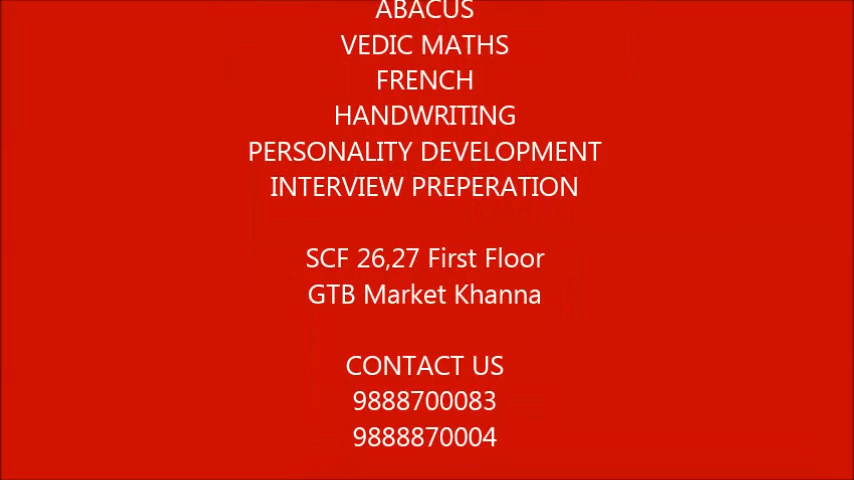 ABACUS
VEDIC MATHS
FRENCH
HANDWRITING
PERSONALITY DEVELOPMENT
INTERVIEW PREPERATION
SCF 26,27 First Floor
GTB Market Khanna
CONTACT US
9888700083
9888870004